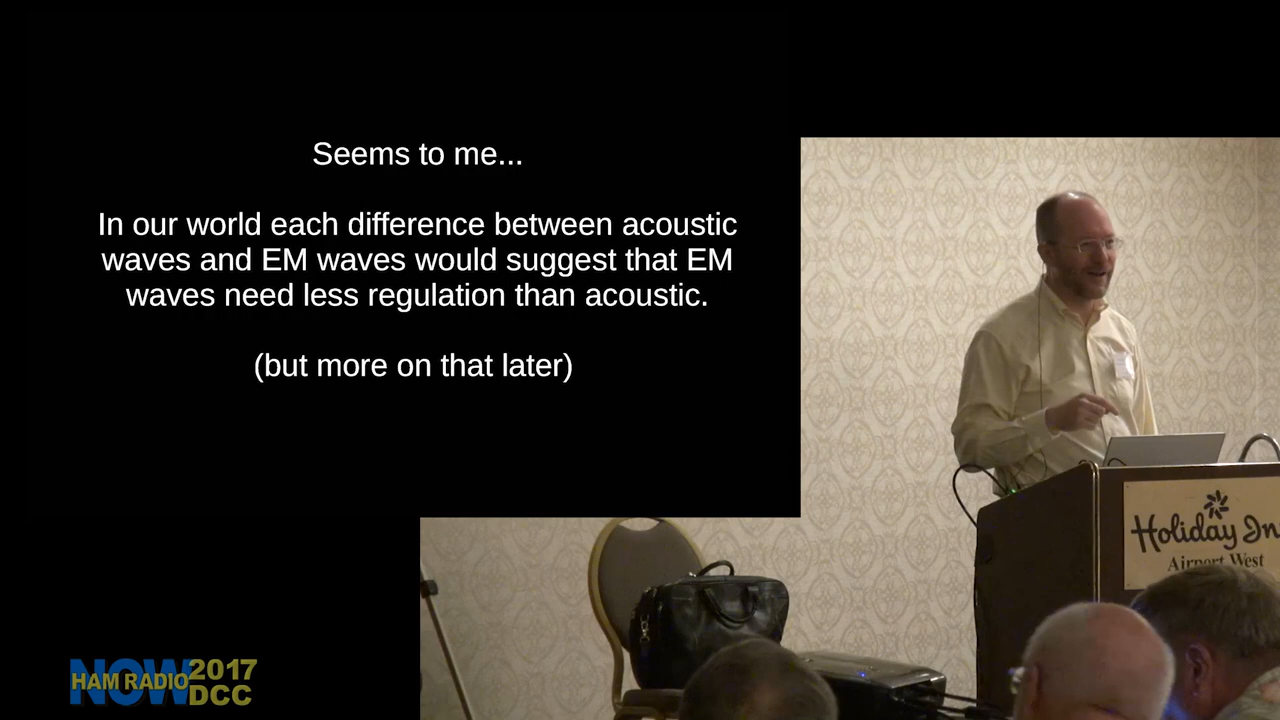 Seems to me...
In our world each difference between acoustic
waves and EM waves would suggest that EM
waves need less regulation than acoustic.
(but more on that later)
Holiday In
Airport West
HAM RADIO
NOW
2017
DCC